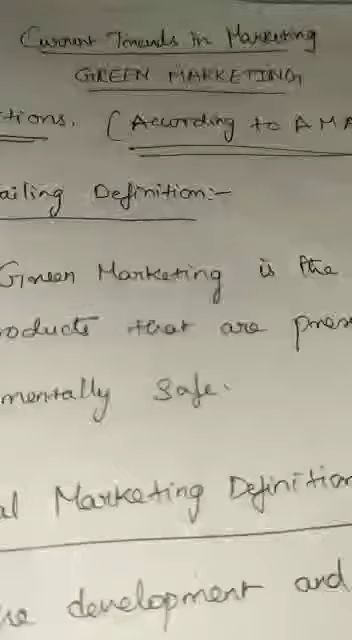 Current Trends in Marketing
GREEN MARKETING
tions. (According to AMA
ailing Definition:-
Green Marketing is the
oducts that are pres
mentally safe.
al Marketing Definition
he development and